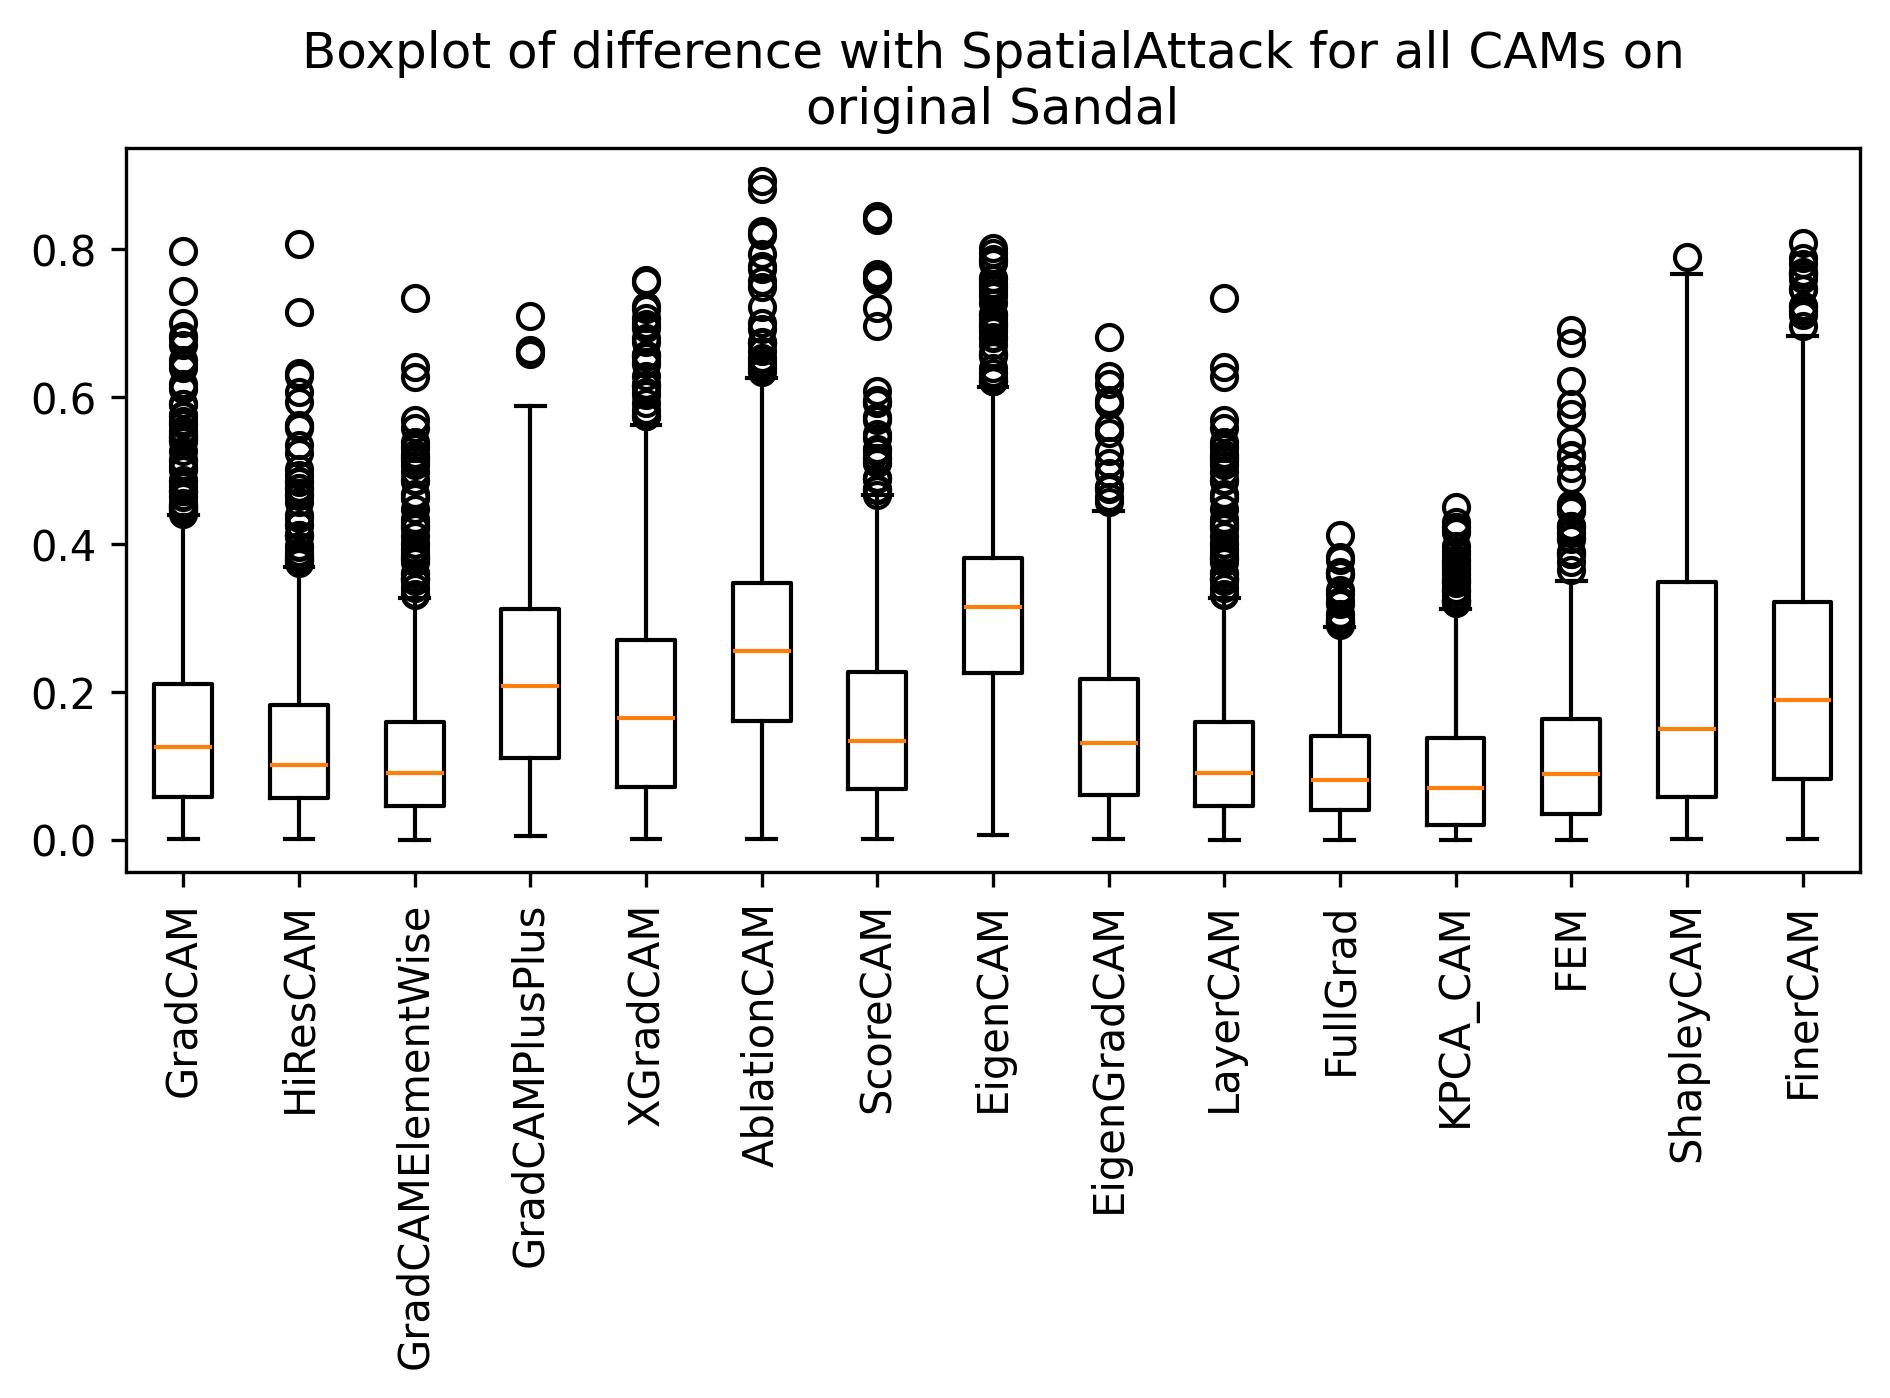 Boxplot of difference with SpatialAttack for all CAMs on
original Sandal
0.8
0.6
0.4
0.2
0.0
GradCAM
HiResCAM
GradCAMElementWise
GradCAMPlusPlus
XGradCAM
AblationCAM
ScoreCAM
EigenCAM
EigenGradCAM
LayerCAM
FullGrad
KPCA_CAM
FEM
ShapleyCAM
FinerCAM